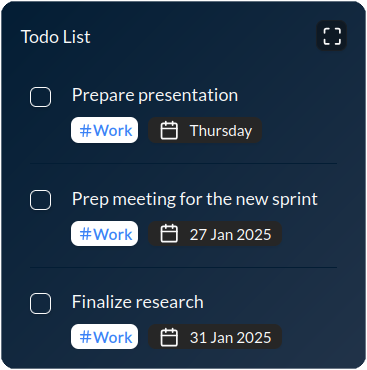 Todo List
Prepare presentation
#Work Thursday
Prep meeting for the new sprint
#Work 27 Jan 2025
Finalize research
#Work 31 Jan 2025